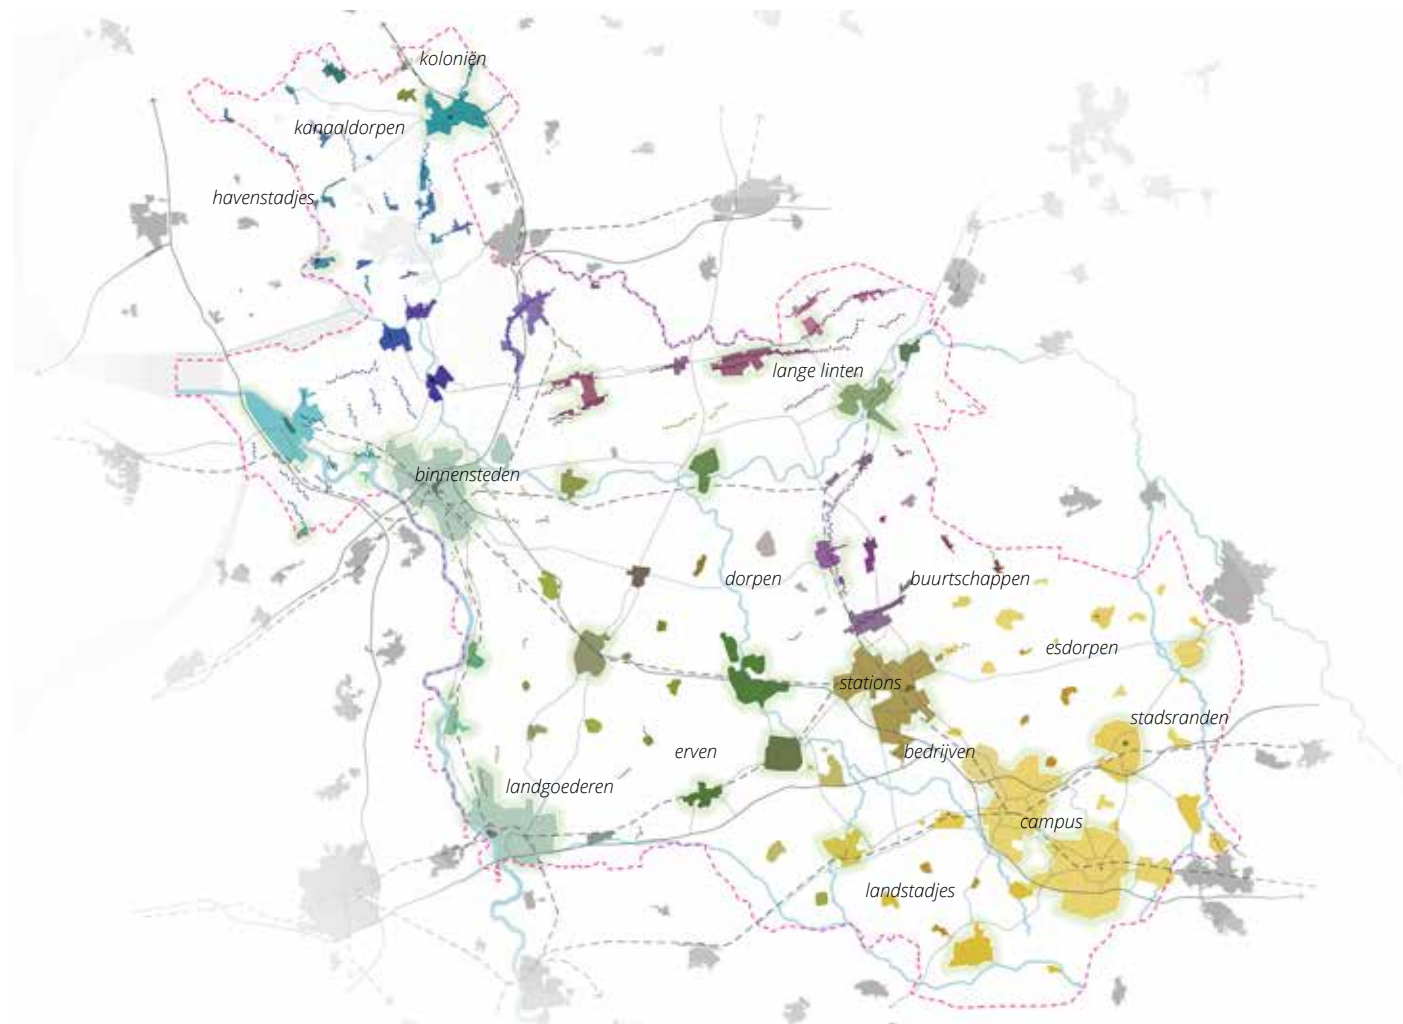 koloniën
kanaaldorpen
havenstadjes
lange linten
binnensteden
dorpen
buurtschappen
esdorpen
stations
stadsranden
erven
bedrijven
landgoederen
campus
landstadjes